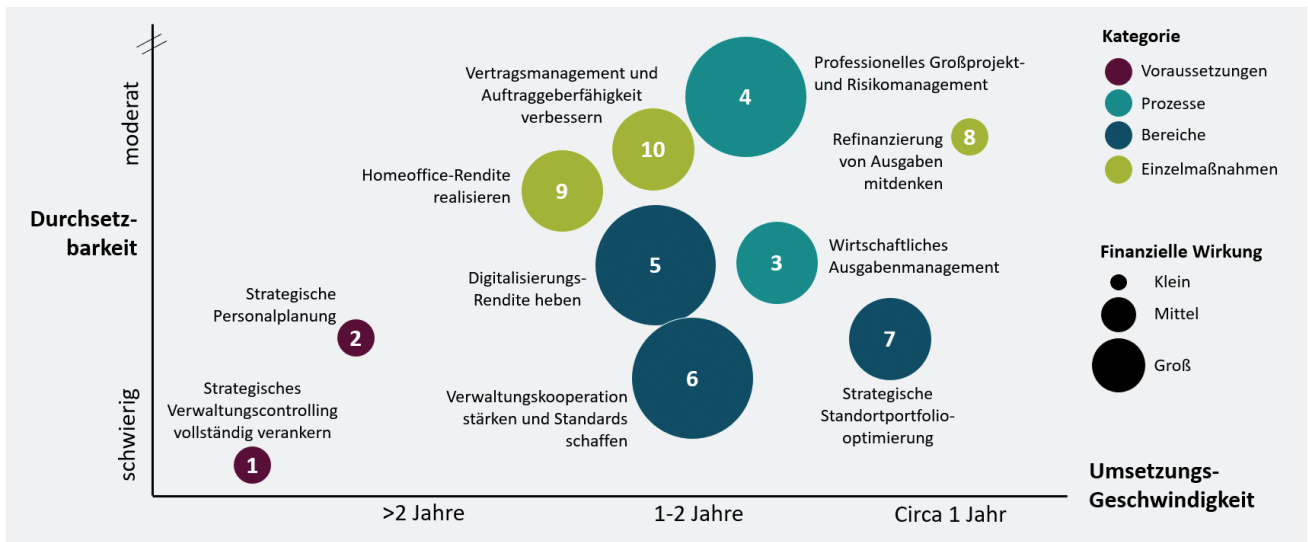 Kategorie
Voraussetzungen
Prozesse
Bereiche
Einzelmaßnahmen
Finanzielle Wirkung
Klein
Mittel
Groß
Durchsetz-
barkeit
moderat
schwierig
Professionelles Großprojekt-
und Risikomanagement
4
Vertragsmanagement und
Auftraggeberfähigkeit
verbessern
10
Refinanzierung
von Ausgaben
mitdenken
8
Homeoffice-Rendite
realisieren
9
Digitalisierungs-
Rendite heben
5
Wirtschaftliches
Ausgabenmanagement
3
Strategische
Personalplanung
2
Verwaltungskooperation
stärken und Standards
schaffen
6
7
Strategische
Standortportfolio-
optimierung
Strategisches
Verwaltungscontrolling
vollständig verankern
1
>2 Jahre
1-2 Jahre
Circa 1 Jahr
Umsetzungs-
Geschwindigkeit